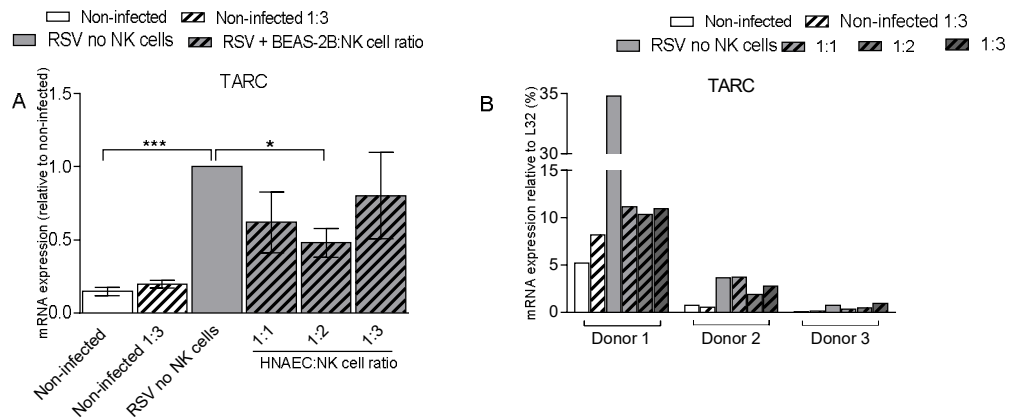 Non-infected
Non-infected 1:3
RSV no NK cells
RSV + BEAS-2B:NK cell ratio
A
TARC
mRNA expression (relative to non-infected)
1.5
1.0
0.5
0.0
***
*
Non-infected
Non-infected 1:3
RSV no NK cells
1:1
1:2
1:3
HNAEC:NK cell ratio
Non-infected
Non-infected 1:3
RSV no NK cells
1:1
1:2
1:3
B
TARC
mRNA expression relative to L32 (%)
35
30
15
10
5
0
Donor 1
Donor 2
Donor 3